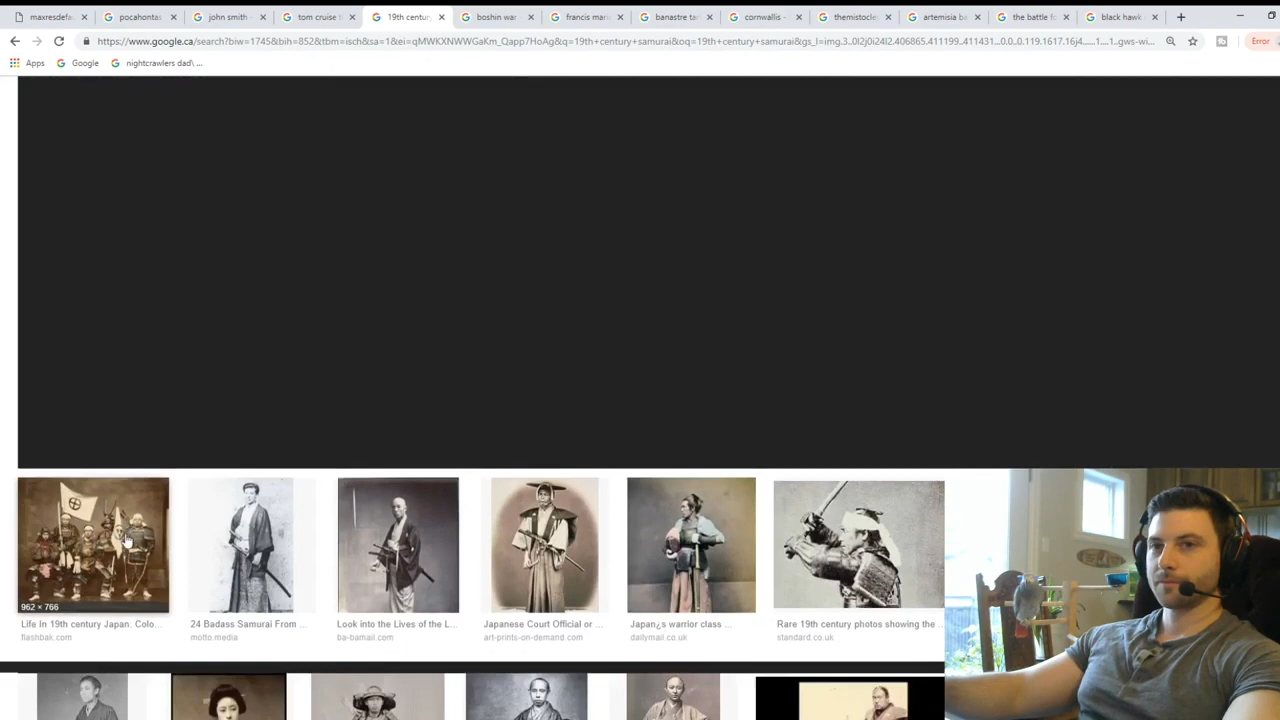 maxresdefau
pocahontas
john smith -
tom cruise t
19th centur
boshin war
francis mari
banastre tar
cornwallis -
themistocles
artemisia ba
the battle fo
black hawk
https://www.google.ca/search?biw=1745&bih=852&tbm=isch&sa=1&ei=qMWKXNWWGaKm_Qapp7HoAg&q=19th+century+samurai&oq=19th+century+samurai&gs_l=img.3..0l2j0i24l2.406865.411199..411431...0.0..0.119.1617.16j4......1....1..gws-wi...
Error
Apps
Google
nightcrawlers dad\ ...
962 × 766
Life In 19th century Japan: Colo...
24 Badass Samurai From ...
Look into the Lives of the L...
Japanese Court Official or ...
Japan¿s warrior class ...
Rare 19th century photos showing the
flashbak.com
motto.media
ba-bamail.com
art-prints-on-demand.com
dailymail.co.uk
standard.co.uk